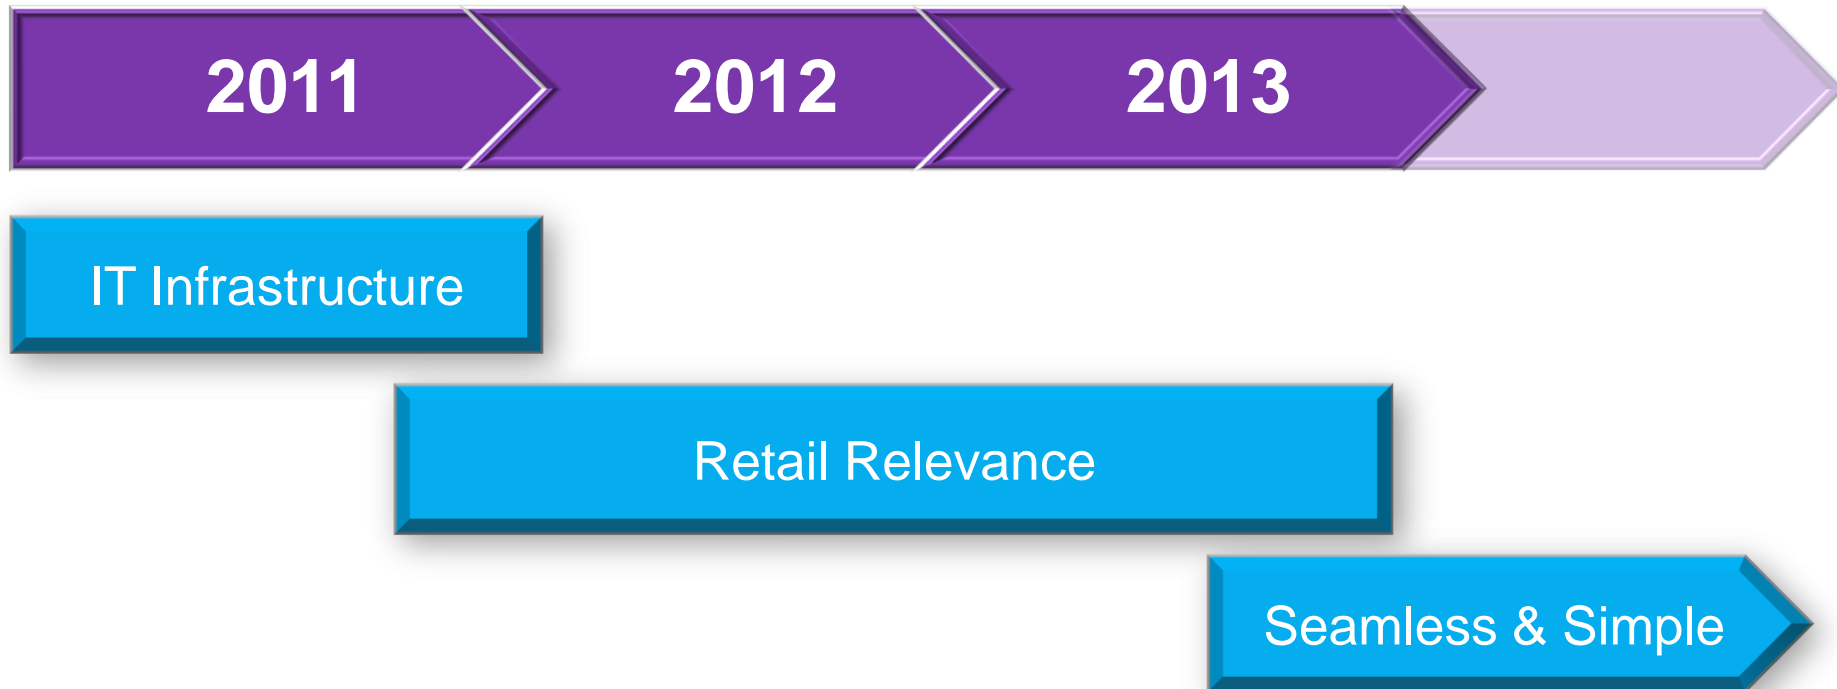 2011 2012 2013
IT Infrastructure
Retail Relevance
Seamless & Simple